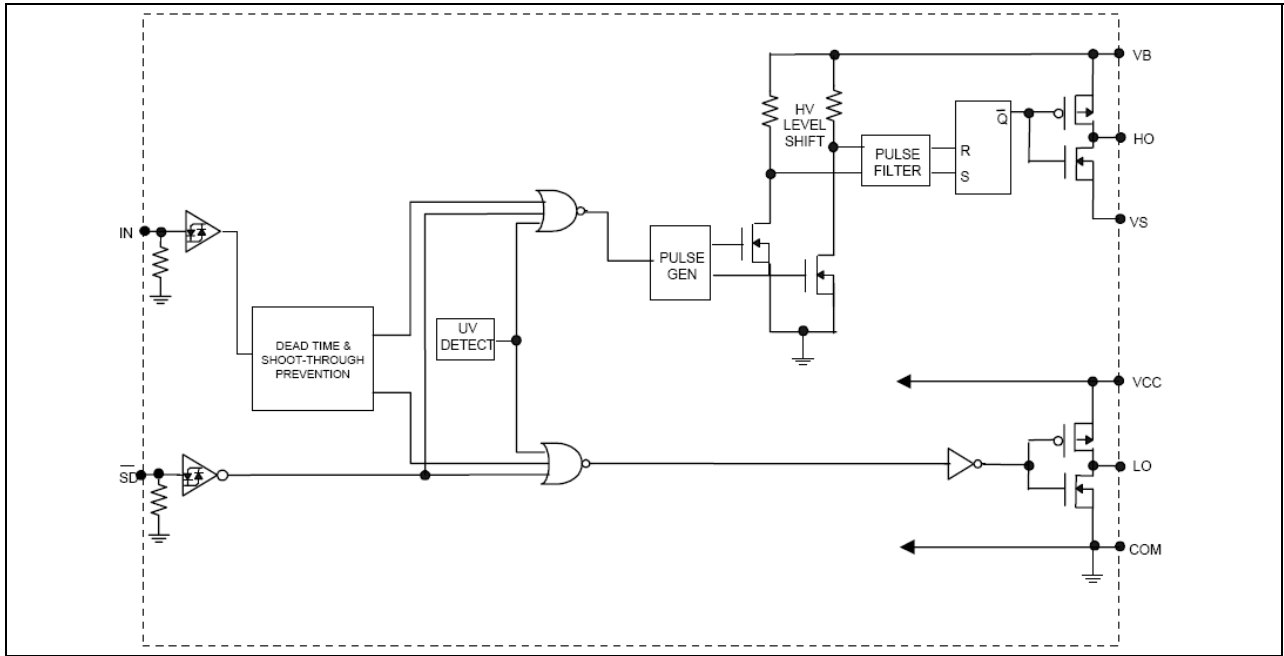 VB
HV
LEVEL
SHIFT
Q̅
HO
R
PULSE
FILTER
S
VS
IN
PULSE
GEN
UV
DETECT
DEAD TIME &
SHOOT-THROUGH
PREVENTION
VCC
S̅D̅
LO
COM